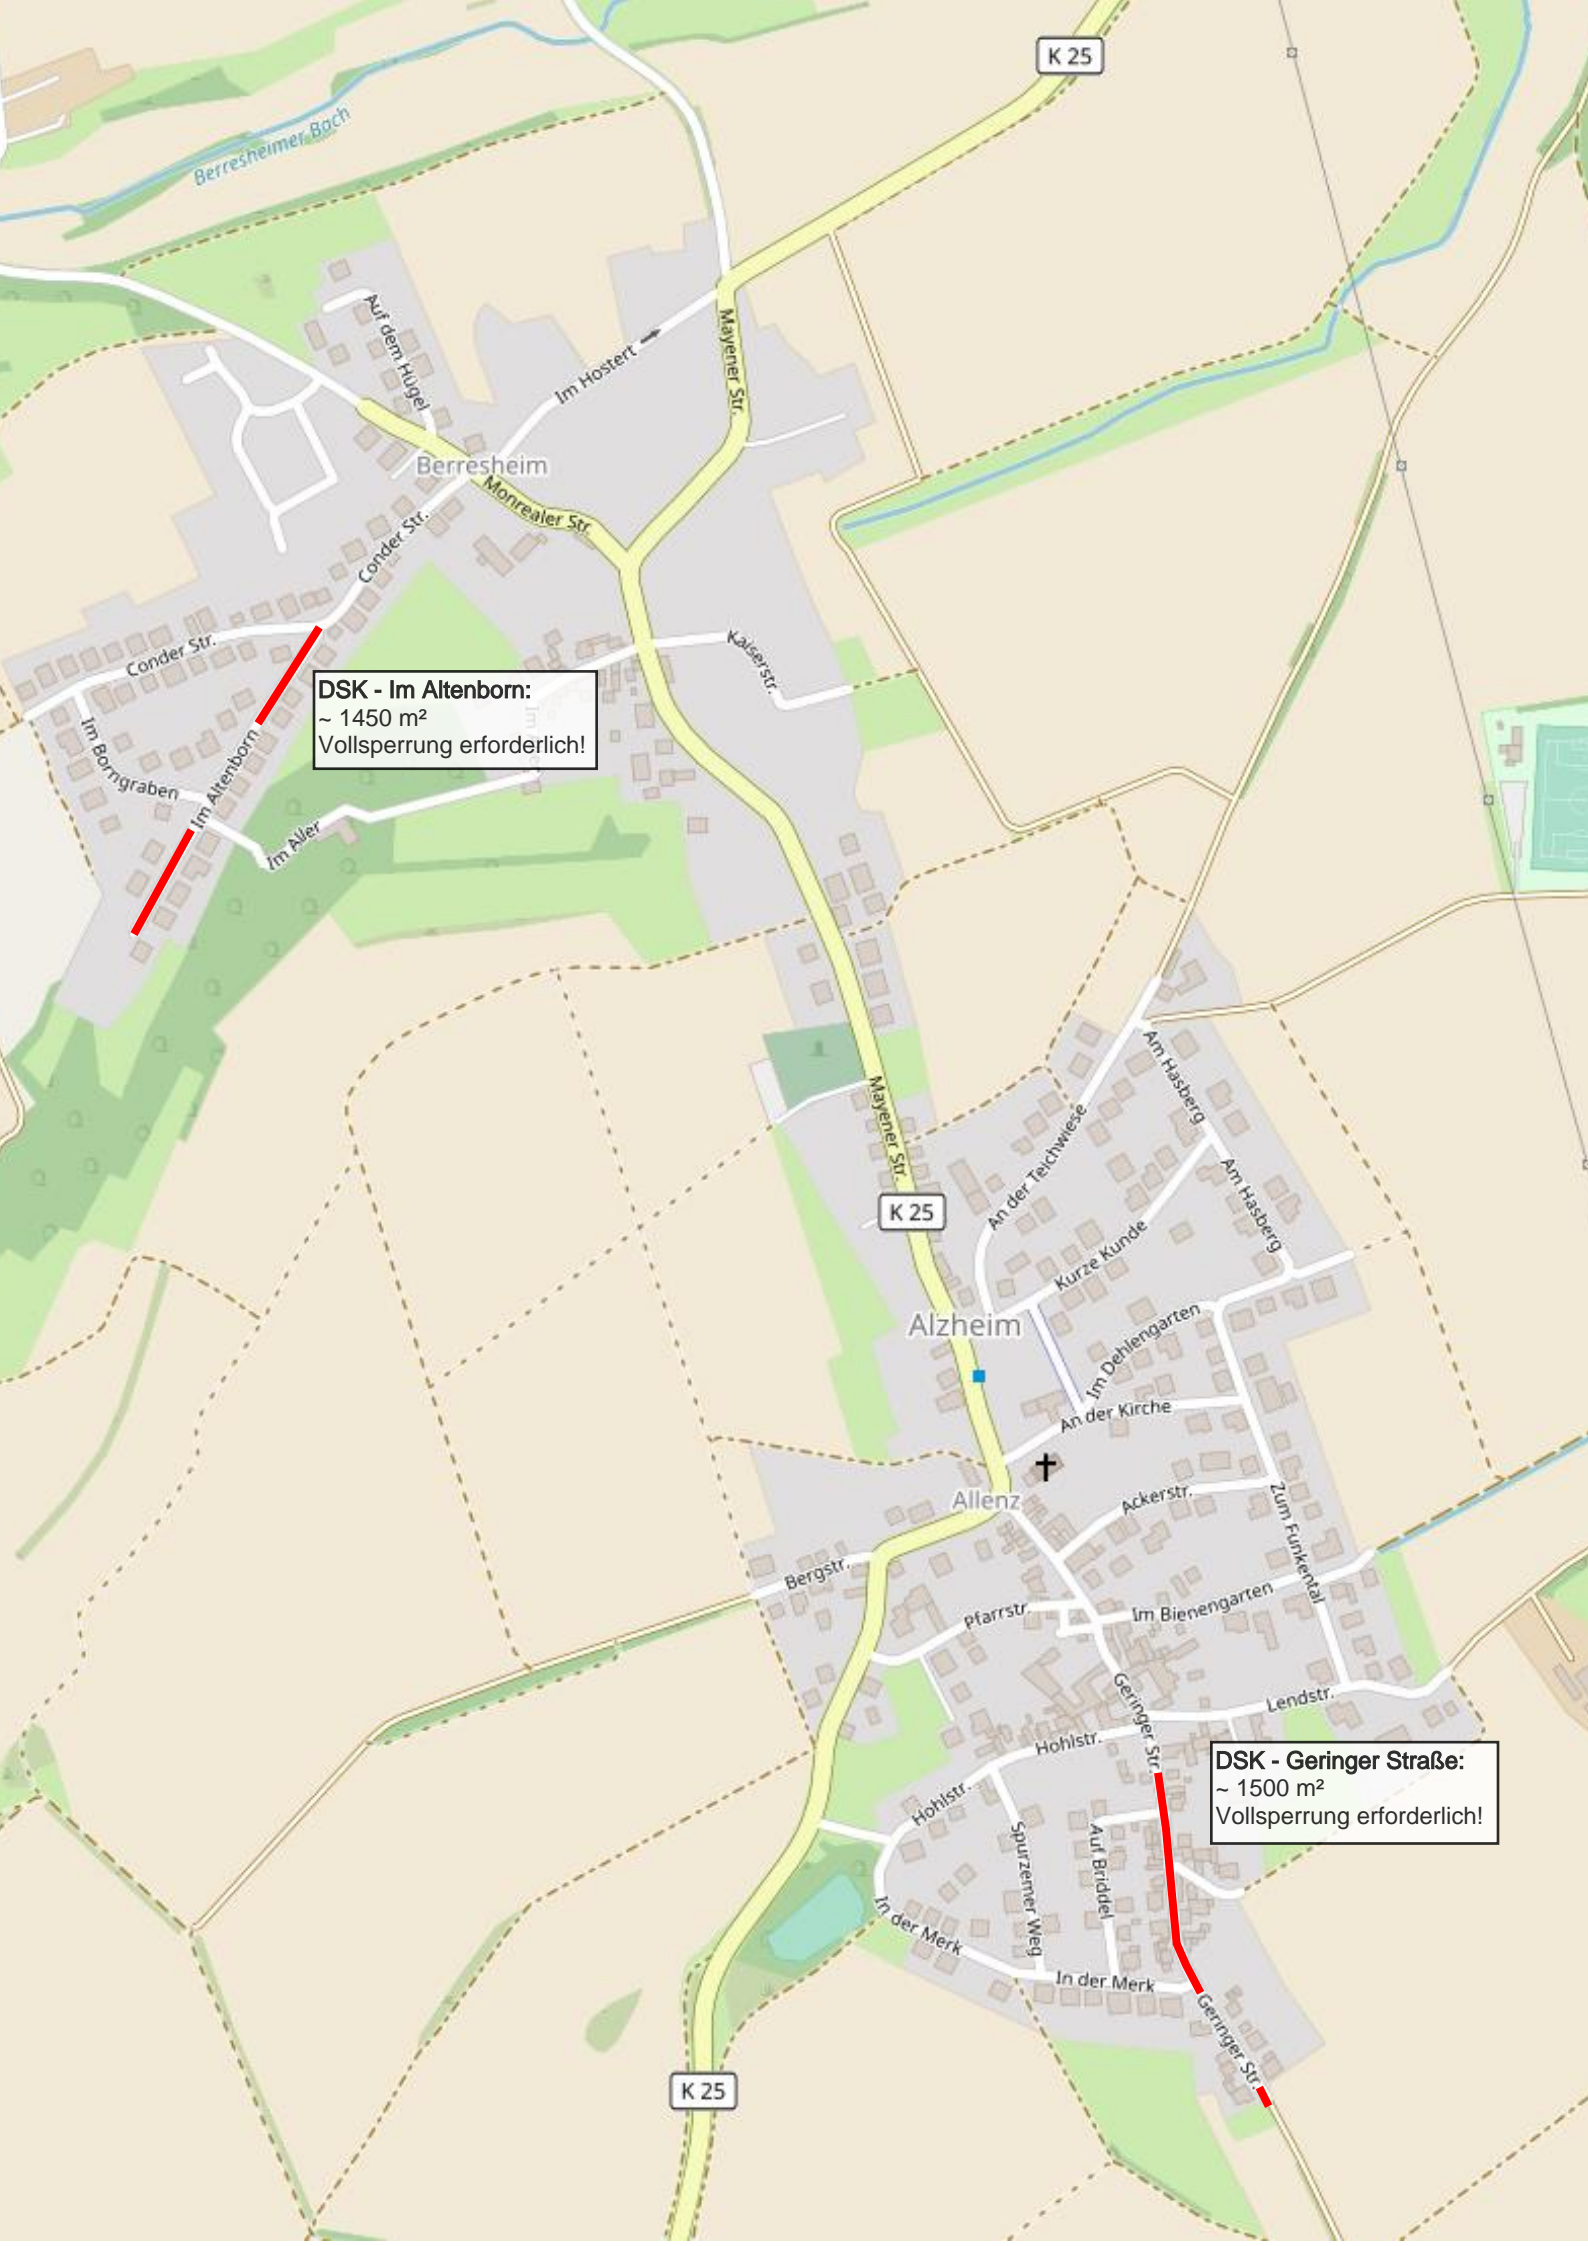 K 25
Berresheimer Bach
Auf dem Hügel
Mayener Str.
Im Hostert
Berresheim
Monrealer Str.
Conder Str.
Conder Str.
Kaiserstr.
DSK - Im Altenborn:
~ 1450 m²
Vollsperrung erforderlich!
Im Borngraben
Im Altenborn
Im Aller
Am Hasberg
Mayener Str.
An der Teichwiese
Am Hasberg
K 25
Kurze Kunde
Alzheim
Im Dehlengarten
An der Kirche
Allenz
Ackerstr.
Zum Funkental
Bergstr.
Pfarrstr.
Im Bienengarten
Geringer Str.
Lendstr.
Hohlstr.
DSK - Geringer Straße:
~ 1500 m²
Vollsperrung erforderlich!
Hohlstr.
Spurzemer Weg
Auf Briddel
In der Merk
In der Merk
Geringer Str.
K 25